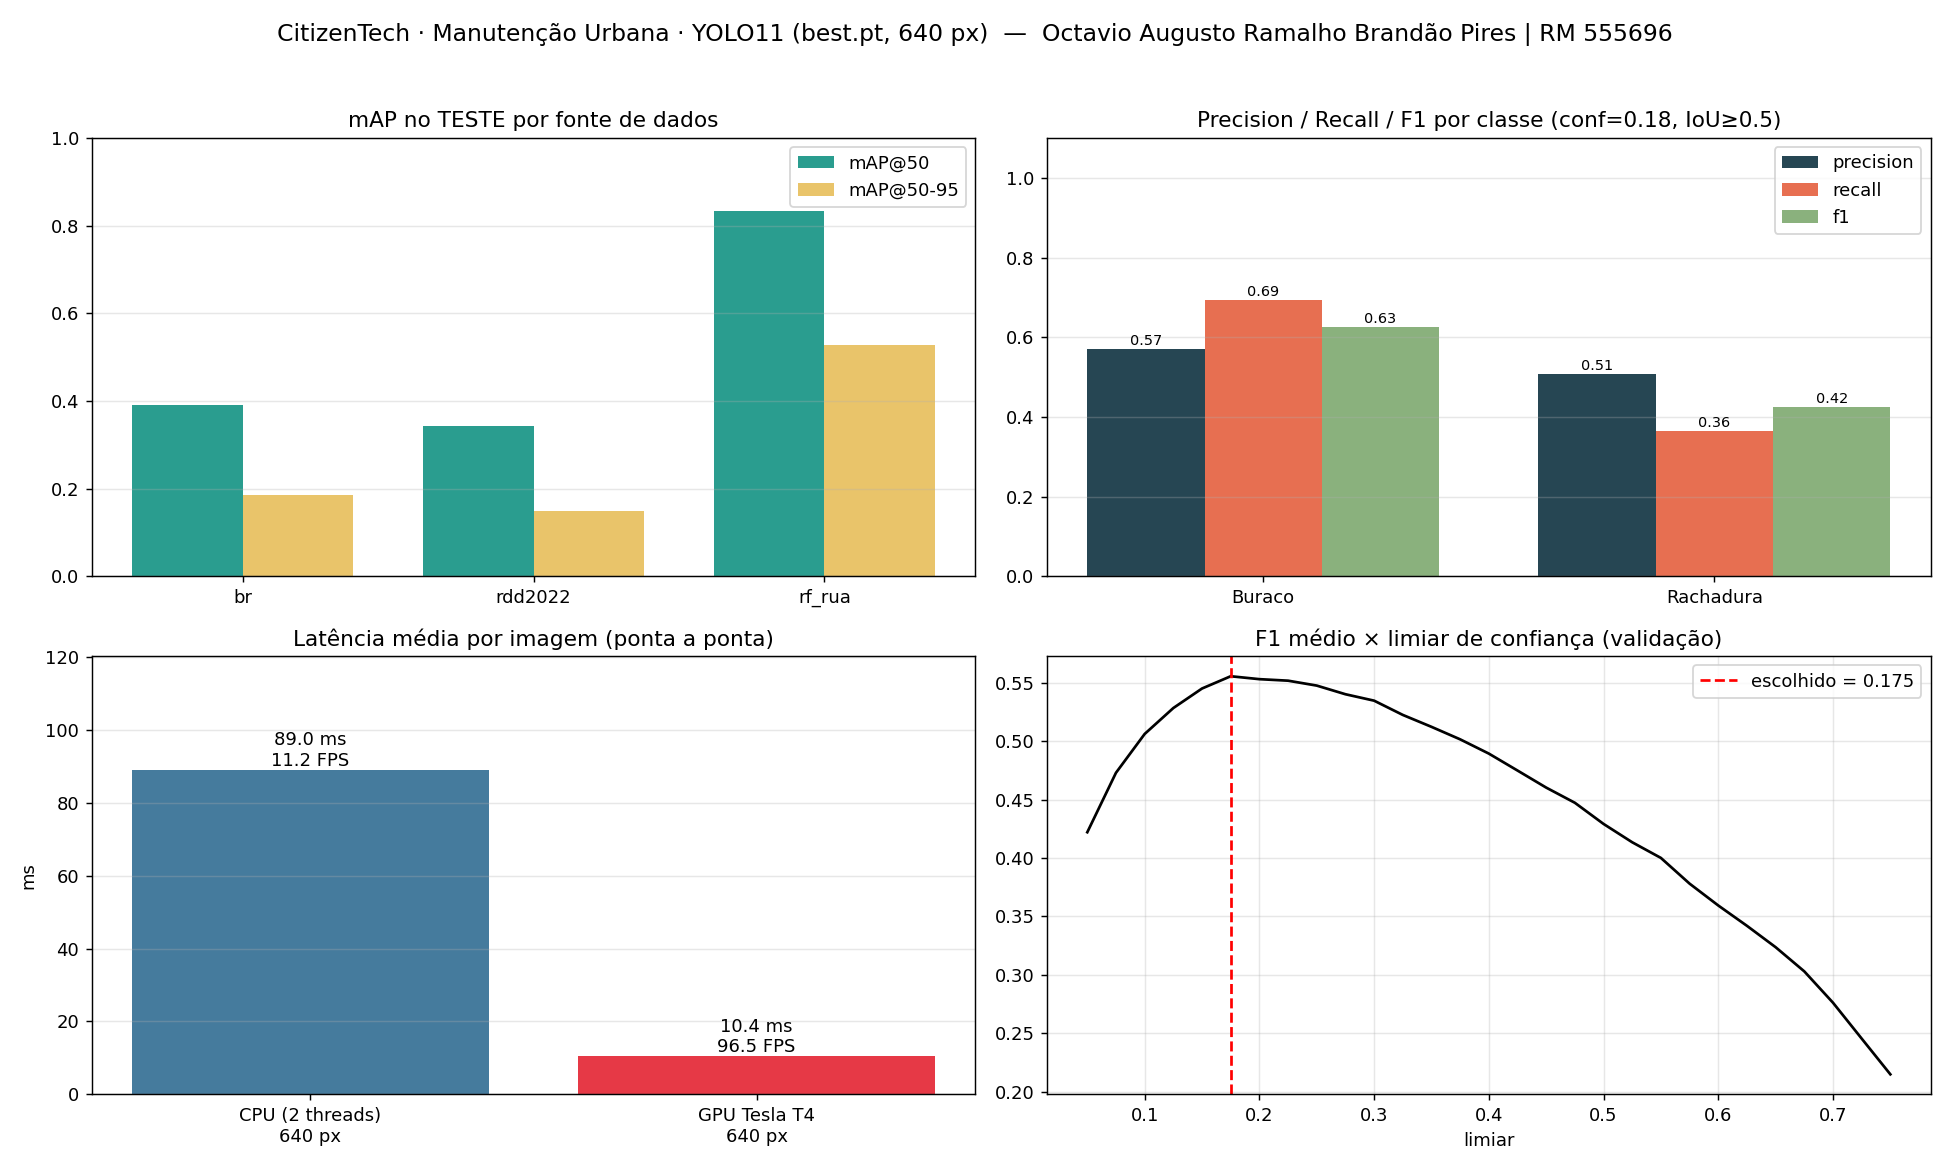 CitizenTech · Manutenção Urbana · YOLO11 (best.pt, 640 px) — Octavio Augusto Ramalho Brandão Pires | RM 555696
mAP no TESTE por fonte de dados
1.0
0.8
0.6
0.4
0.2
0.0
mAP@50
mAP@50-95
br
rdd2022
rf_rua
Precision / Recall / F1 por classe (conf=0.18, IoU≥0.5)
1.0
0.8
0.6
0.4
0.2
0.0
precision
recall
f1
0.57
0.69
0.63
0.51
0.36
0.42
Buraco
Rachadura
Latência média por imagem (ponta a ponta)
ms
120
100
80
60
40
20
0
89.0 ms
11.2 FPS
10.4 ms
96.5 FPS
CPU (2 threads)
640 px
GPU Tesla T4
640 px
F1 médio × limiar de confiança (validação)
0.55
0.50
0.45
0.40
0.35
0.30
0.25
0.20
escolhido = 0.175
0.1
0.2
0.3
0.4
0.5
0.6
0.7
limiar